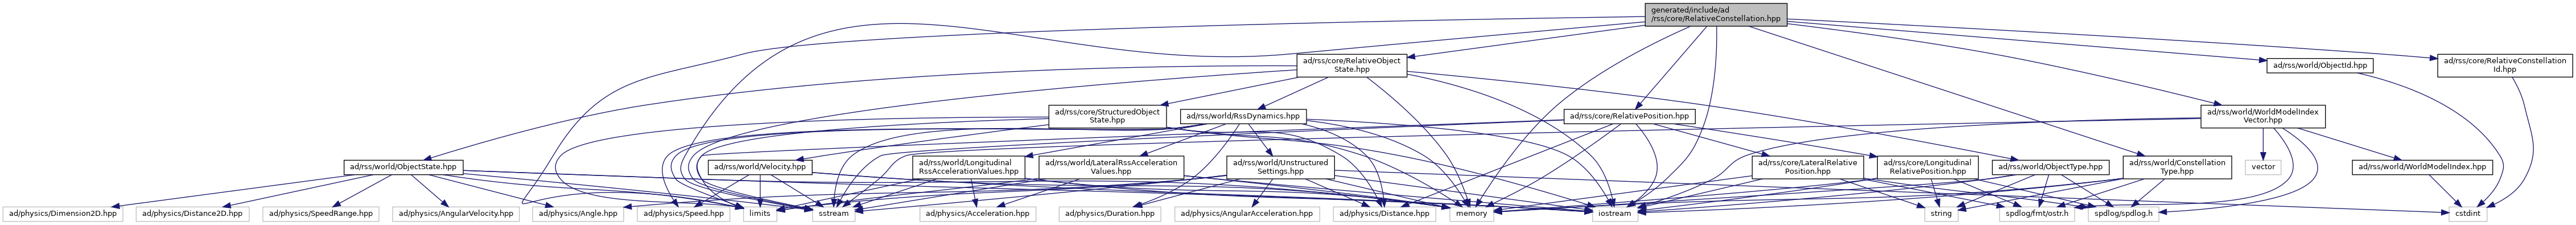 generated/include/ad
/rss/core/RelativeConstellation.hpp
ad/rss/core/RelativeObject
State.hpp
ad/rss/world/ObjectId.hpp
ad/rss/core/RelativeConstellation
Id.hpp
ad/rss/core/StructuredObject
State.hpp
ad/rss/world/RssDynamics.hpp
ad/rss/core/RelativePosition.hpp
ad/rss/world/WorldModelIndex
Vector.hpp
ad/rss/world/ObjectState.hpp
ad/rss/world/Velocity.hpp
ad/rss/world/Longitudinal
RssAccelerationValues.hpp
ad/rss/world/LateralRssAcceleration
Values.hpp
ad/rss/world/Unstructured
Settings.hpp
ad/rss/core/LateralRelative
Position.hpp
ad/rss/core/Longitudinal
RelativePosition.hpp
ad/rss/world/ObjectType.hpp
ad/rss/world/Constellation
Type.hpp
vector
ad/rss/world/WorldModelIndex.hpp
ad/physics/Dimension2D.hpp
ad/physics/Distance2D.hpp
ad/physics/SpeedRange.hpp
ad/physics/AngularVelocity.hpp
ad/physics/Angle.hpp
ad/physics/Speed.hpp
limits
sstream
ad/physics/Acceleration.hpp
ad/physics/Duration.hpp
ad/physics/AngularAcceleration.hpp
ad/physics/Distance.hpp
memory
iostream
string
spdlog/fmt/ostr.h
spdlog/spdlog.h
cstdint